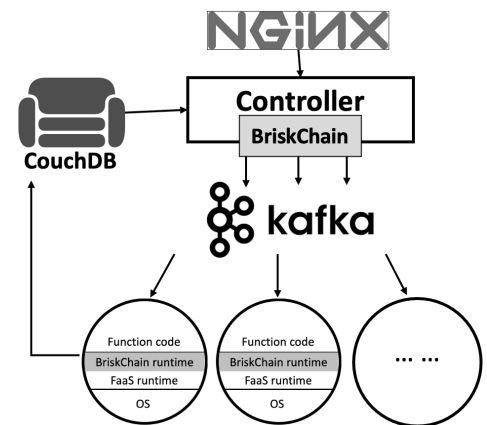 NGiNX
Controller
BriskChain
CouchDB
kafka
Function code
BriskChain runtime
FaaS runtime
OS
Function code
BriskChain runtime
FaaS runtime
OS
... ...